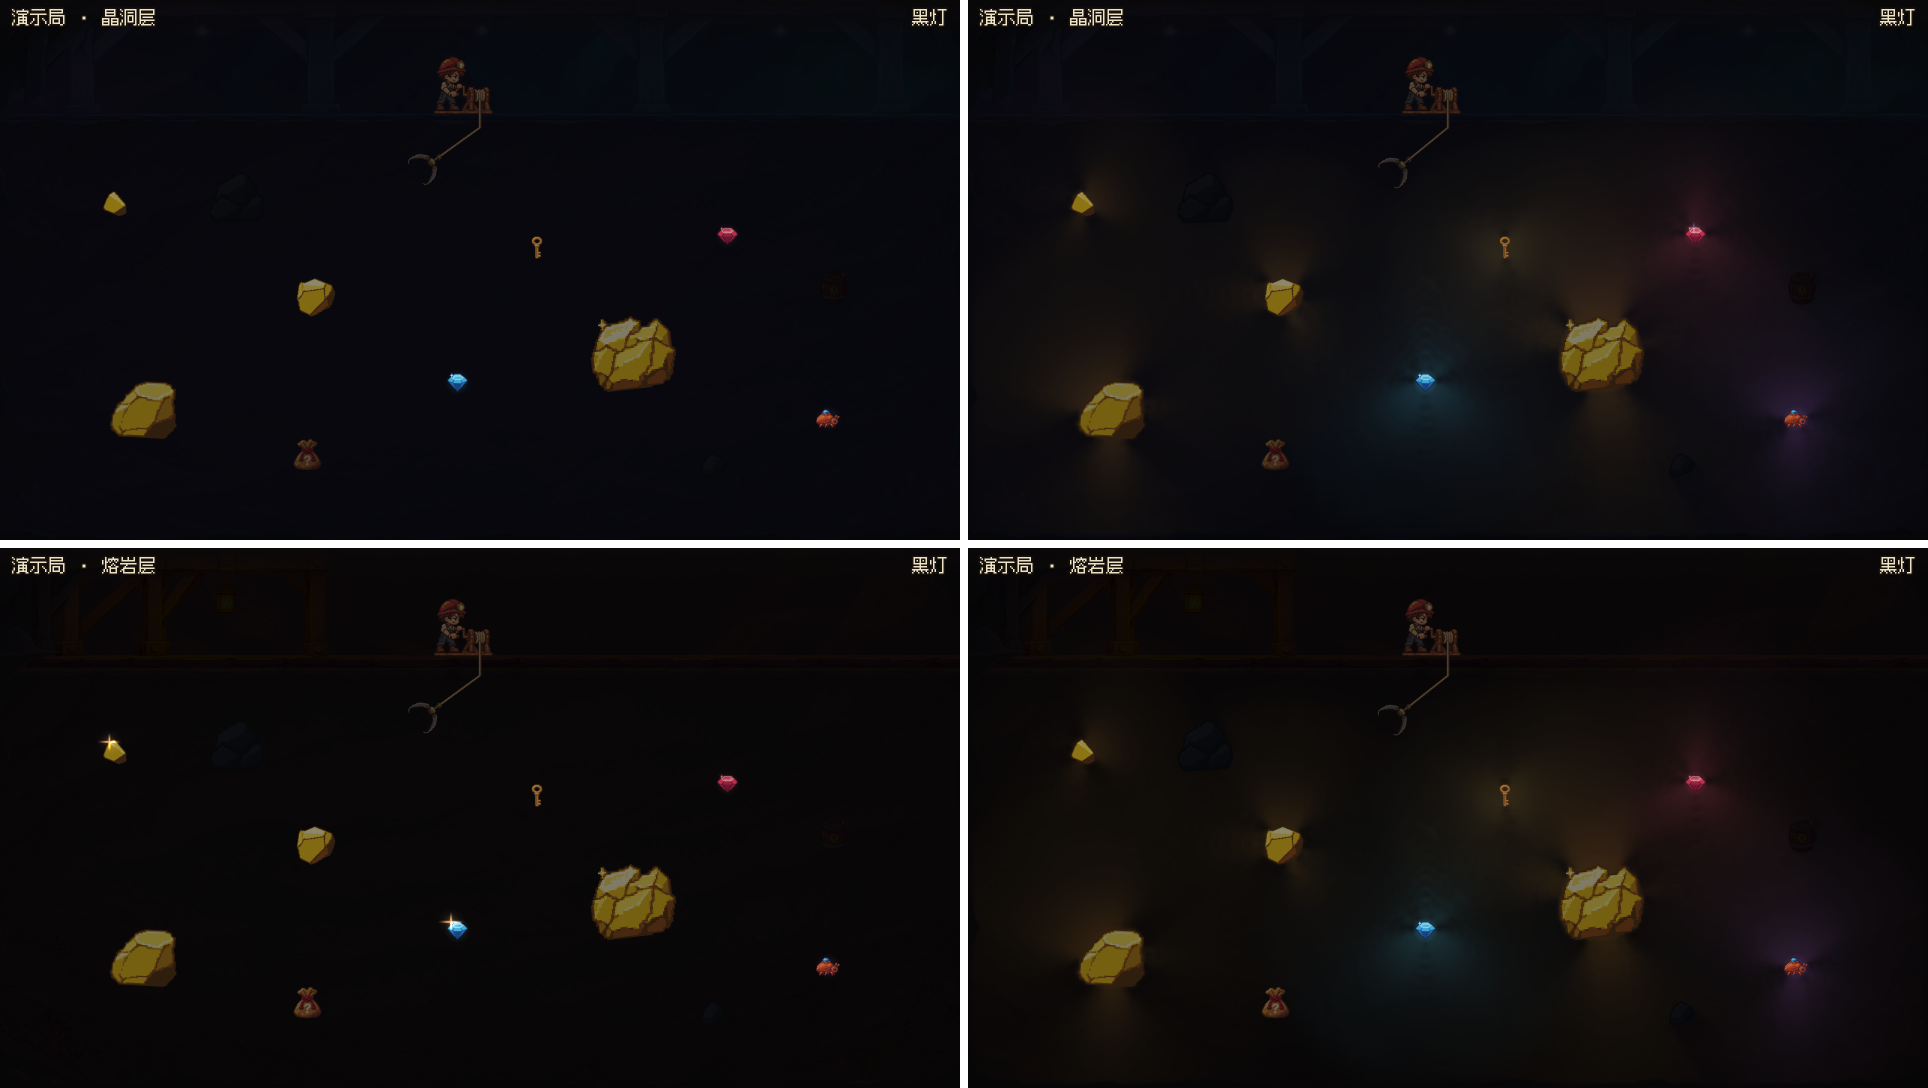 演示局 · 晶洞层
黑灯
演示局 · 晶洞层
黑灯
?
?
演示局 · 熔岩层
黑灯
演示局 · 熔岩层
黑灯
?
?